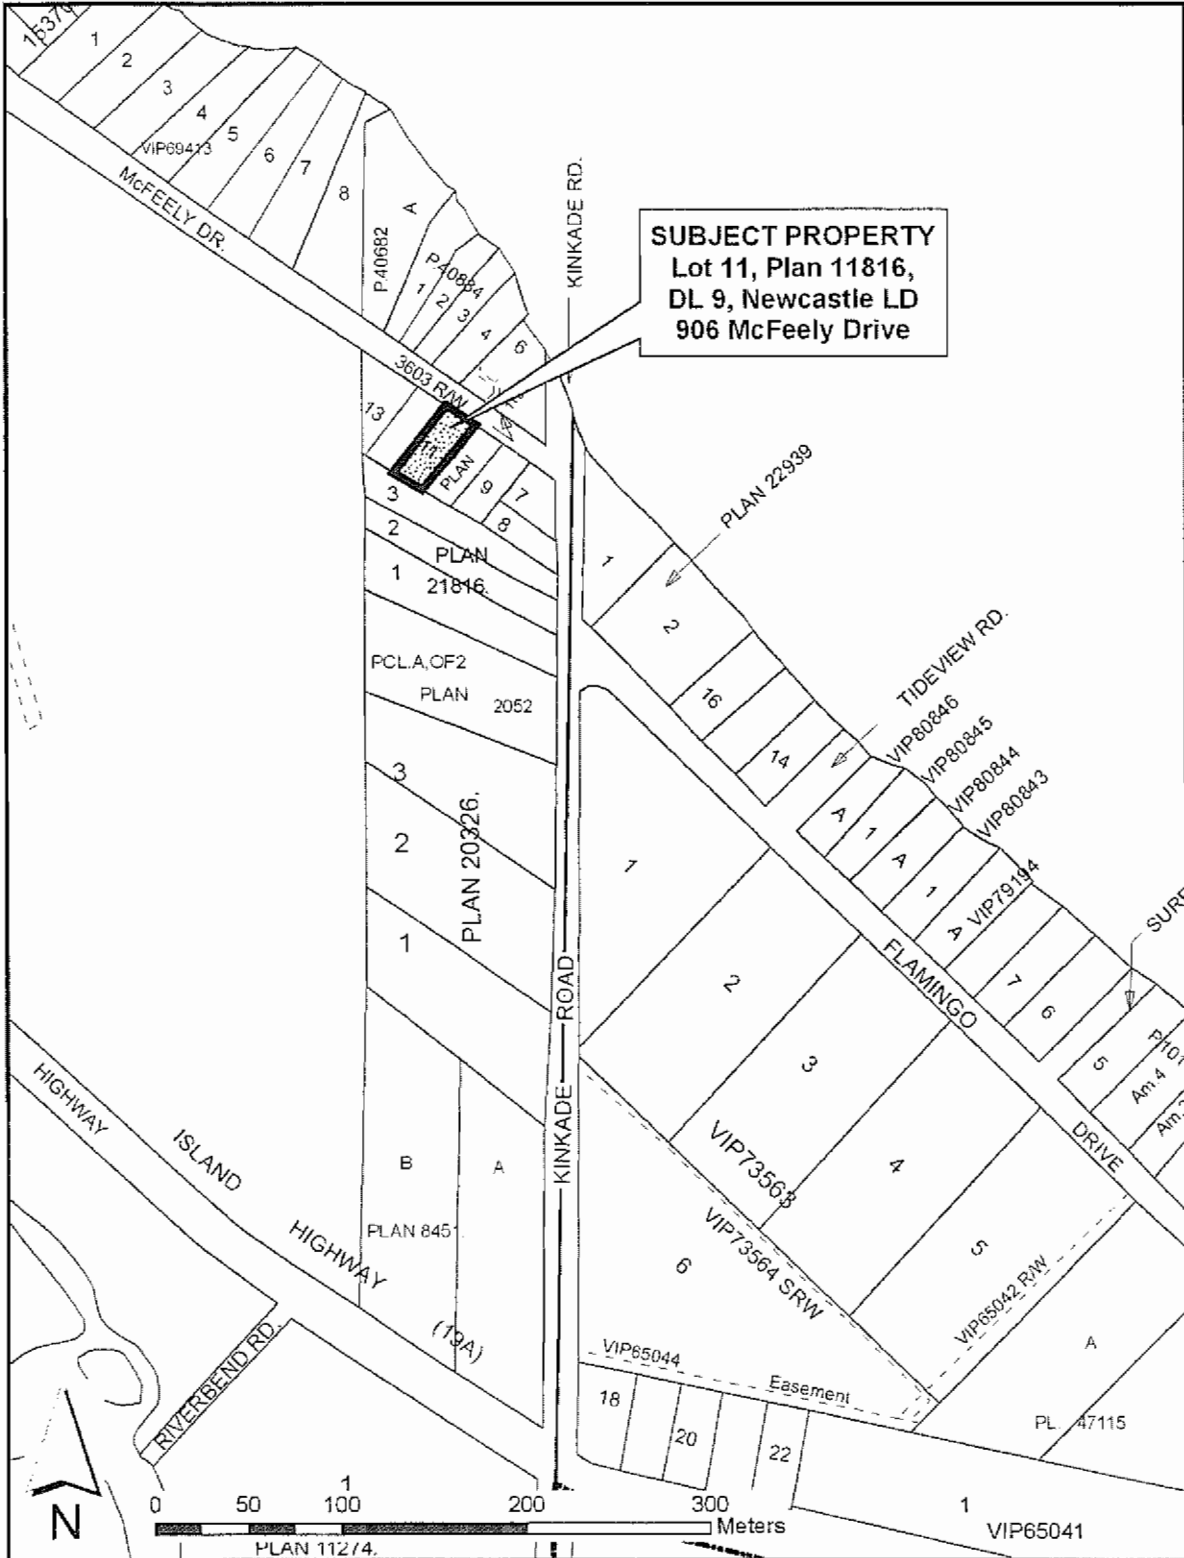 15370
1
2
3
4
5
6
7
8
VIP69413
McFEELY DR.
A
P.40682
P.40884
1
2
3
4
6
KINKADE RD.
SUBJECT PROPERTY
Lot 11, Plan 11816,
DL 9, Newcastle LD
906 McFeely Drive
3603 R/W
13
PLAN
9
7
8
3
2
1
PLAN
21816.
PCL.A,OF2
PLAN 2052
3
2
1
PLAN 20326.
KINKADE ROAD
1
2
PLAN 22939
16
14
TIDEVIEW RD.
VIP80846
VIP80845
VIP80844
VIP80843
A
1
A
1
A
VIP79194
7
6
5
P101
Am.4
Am.
FLAMINGO
DRIVE
1
2
3
4
5
6
VIP73563
VIP73564 SRW
VIP65042 R/W
A
PL. 47115
VIP65044
Easement
18
20
22
1
VIP65041
B
A
PLAN 8451
HIGHWAY
ISLAND
HIGHWAY
(19A)
RIVERBEND RD.
1
N
0 50 100 200 300
Meters
PLAN 11274.